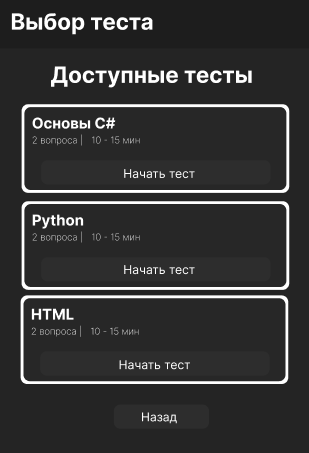 Выбор теста
Доступные тесты
Основы C#
2 вопроса | 10 - 15 мин
Начать тест
Python
2 вопроса | 10 - 15 мин
Начать тест
HTML
2 вопроса | 10 - 15 мин
Начать тест
Назад